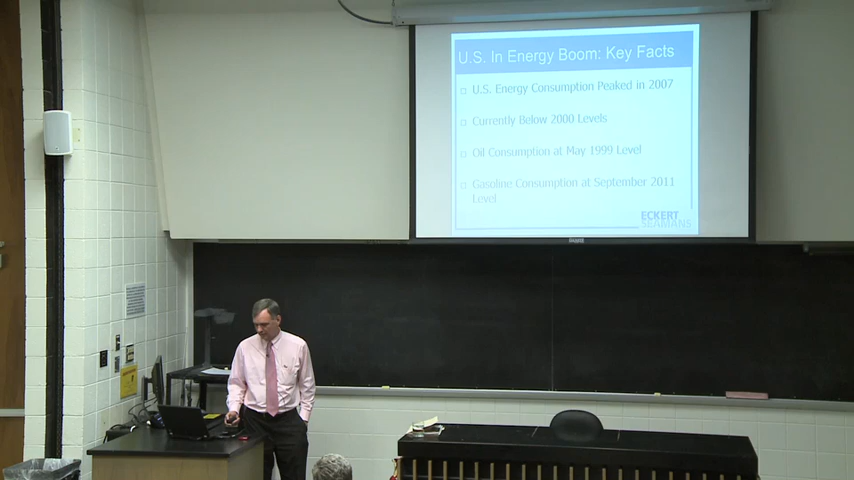 U.S. In Energy Boom: Key Facts
U.S. Energy Consumption Peaked in 2007
Currently Below 2000 Levels
Oil Consumption at May 1999 Level
Gasoline Consumption at September 2011
Level
ECKERT
SEAMANS